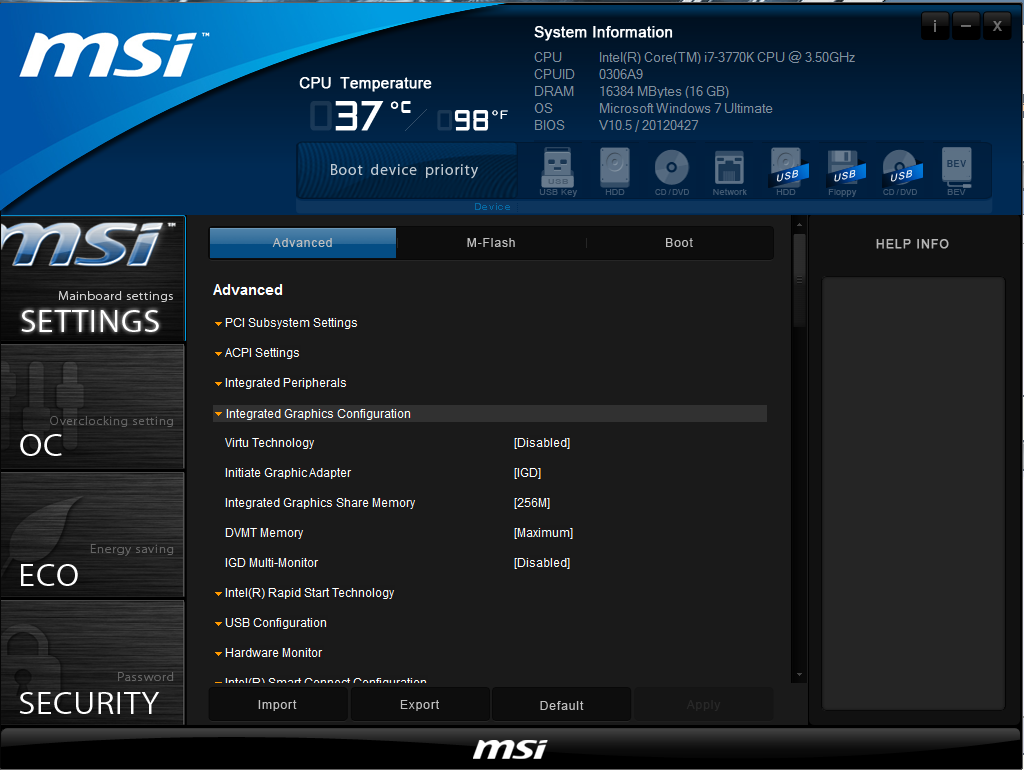 msi™
System Information
CPU Intel(R) Core(TM) i7-3770K CPU @ 3.50GHz
CPUID 0306A9
DRAM 16384 MBytes (16 GB)
OS Microsoft Windows 7 Ultimate
BIOS V10.5 / 20120427
i – X
CPU Temperature
37 °C / 98 °F
Boot device priority
USB
BEV
USB USB USB
USB Key HDD CD/DVD Network HDD Floppy CD/DVD BEV
Device
msi™
Mainboard settings
SETTINGS
Overclocking setting
OC
Energy saving
ECO
Password
SECURITY
Advanced M-Flash Boot
Advanced
PCI Subsystem Settings
ACPI Settings
Integrated Peripherals
Integrated Graphics Configuration
Virtu Technology [Disabled]
Initiate Graphic Adapter [IGD]
Integrated Graphics Share Memory [256M]
DVMT Memory [Maximum]
IGD Multi-Monitor [Disabled]
Intel(R) Rapid Start Technology
USB Configuration
Hardware Monitor
Intel(R) Smart Connect Configuration
Import Export Default Apply
HELP INFO
msi